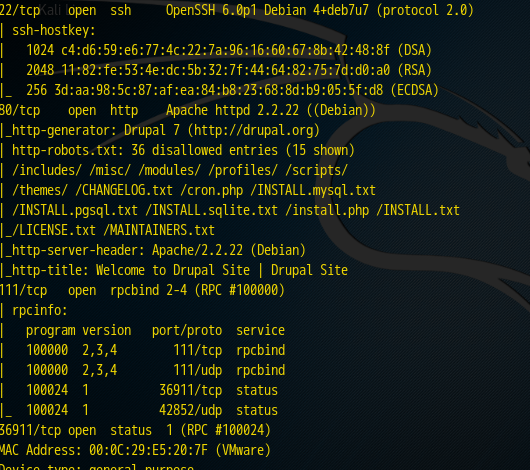 22/tcp    open  ssh     OpenSSH 6.0p1 Debian 4+deb7u7 (protocol 2.0)
| ssh-hostkey:
|   1024 c4:d6:59:e6:77:4c:22:7a:96:16:60:67:8b:42:48:8f (DSA)
|   2048 11:82:fe:53:4e:dc:5b:32:7f:44:64:82:75:7d:d0:a0 (RSA)
|_  256 3d:aa:98:5c:87:af:ea:84:b8:23:68:8d:b9:05:5f:d8 (ECDSA)
80/tcp    open  http    Apache httpd 2.2.22 ((Debian))
|_http-generator: Drupal 7 (http://drupal.org)
| http-robots.txt: 36 disallowed entries (15 shown)
| /includes/ /misc/ /modules/ /profiles/ /scripts/
| /themes/ /CHANGELOG.txt /cron.php /INSTALL.mysql.txt
| /INSTALL.pgsql.txt /INSTALL.sqlite.txt /install.php /INSTALL.txt
|_/LICENSE.txt /MAINTAINERS.txt
|_http-server-header: Apache/2.2.22 (Debian)
|_http-title: Welcome to Drupal Site | Drupal Site
111/tcp   open  rpcbind 2-4 (RPC #100000)
| rpcinfo:
|   program version   port/proto  service
|   100000  2,3,4        111/tcp  rpcbind
|   100000  2,3,4        111/udp  rpcbind
|   100024  1          36911/tcp  status
|_  100024  1          42852/udp  status
36911/tcp open  status  1 (RPC #100024)
MAC Address: 00:0C:29:E5:20:7F (VMware)
Device type: general purpose